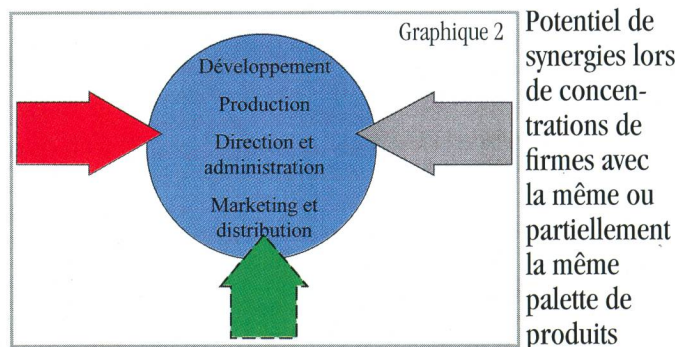 Graphique 2
Développement
Production
Direction et
administration
Marketing et
distribution
Potentiel de
synergies lors
de concen-
trations de
firmes avec
la même ou
partiellement
la même
palette de
produits